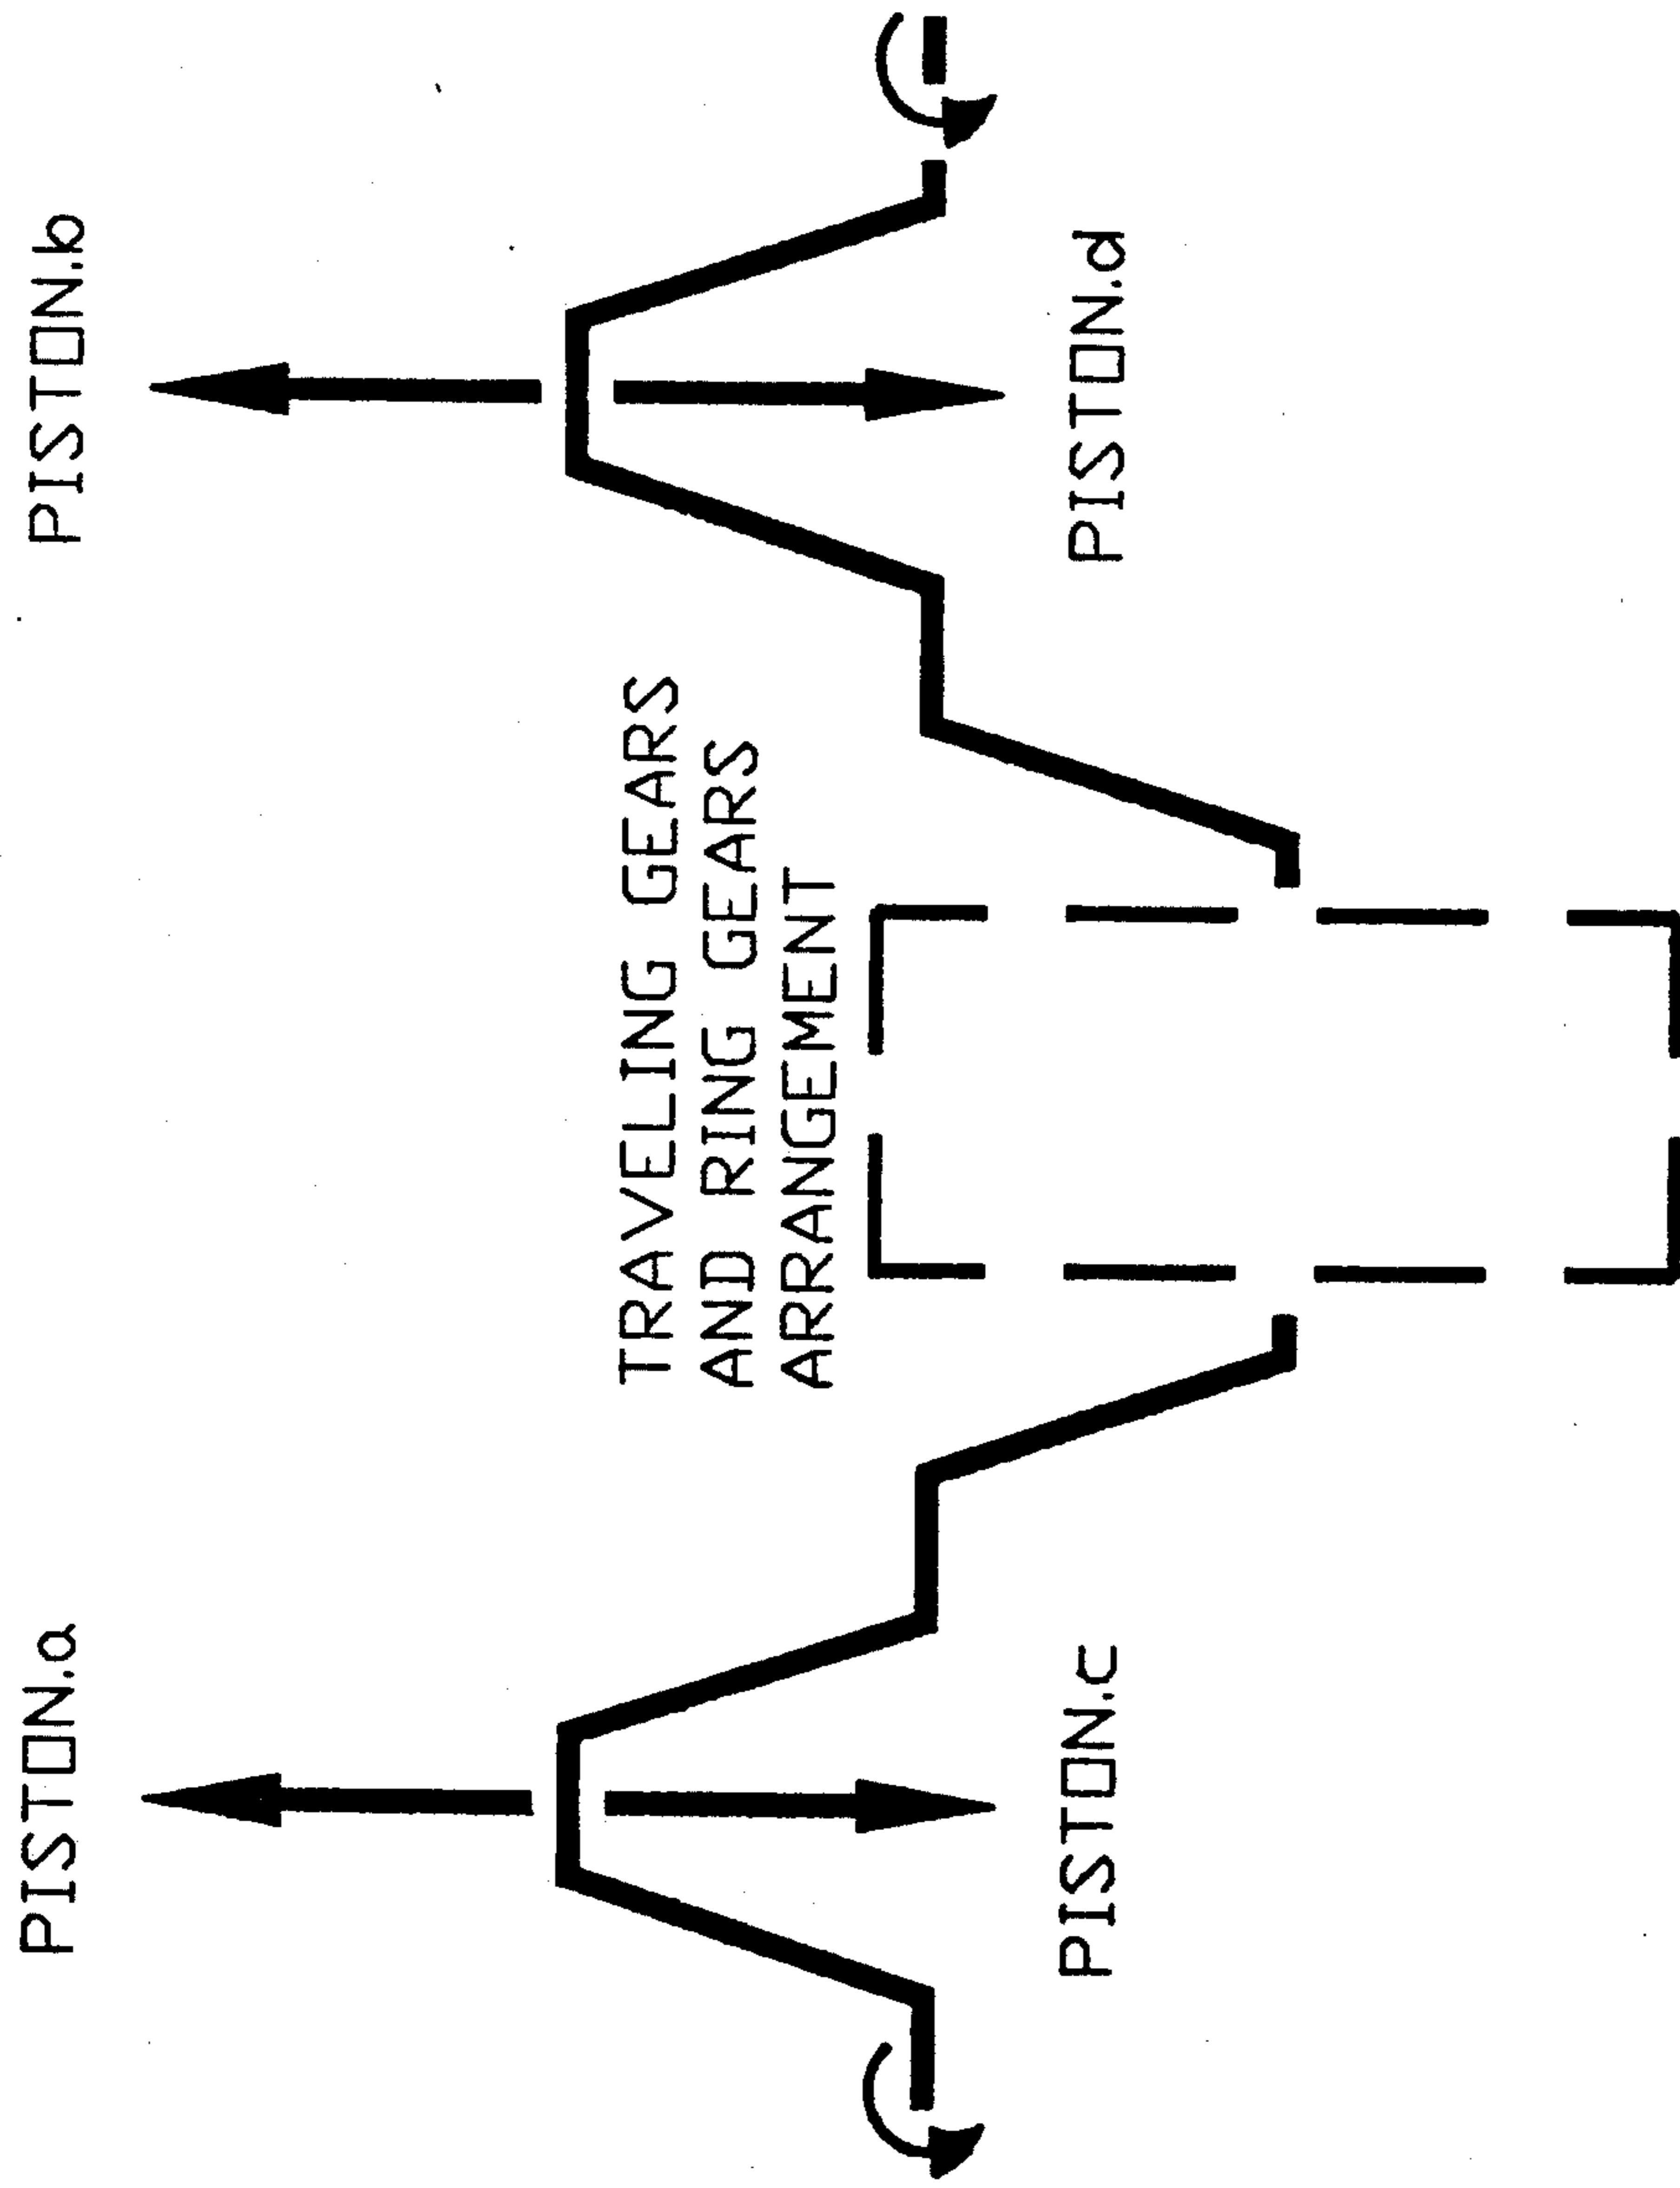 PISTON.a
PISTON.b
TRAVELING GEARS
AND RING GEARS
ARRANGEMENT
PISTON.c
PISTON.d